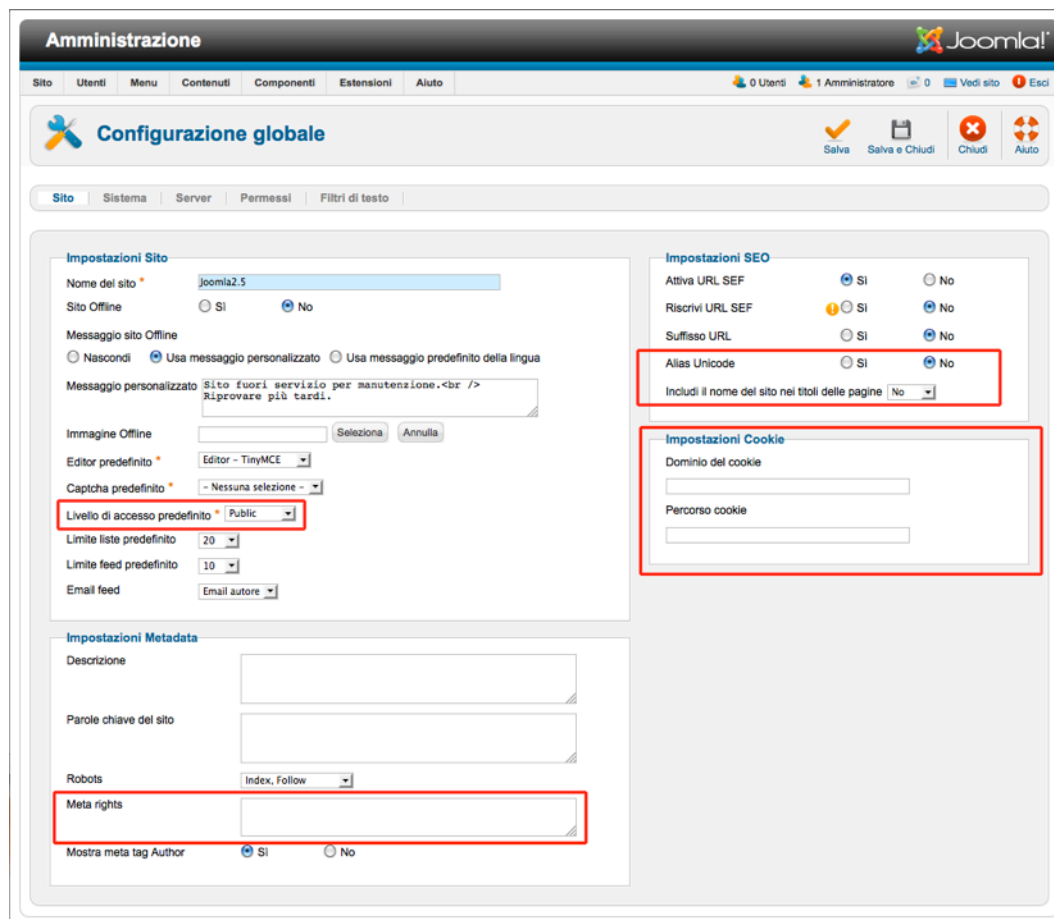 Amministrazione
Joomla!
Sito Utenti Menu Contenuti Componenti Estensioni Aiuto 0 Utenti 1 Amministratore 0 Vedi sito Esci
Configurazione globale
Salva Salva e Chiudi Chiudi Aiuto
Sito Sistema Server Permessi Filtri di testo
Impostazioni Sito
Nome del sito * Joomla2.5
Sito Offline Sì No
Messaggio sito Offline
Nascondi Usa messaggio personalizzato Usa messaggio predefinito della lingua
Messaggio personalizzato Sito fuori servizio per manutenzione.<br />
Riprovare più tardi.
Immagine Offline Seleziona Annulla
Editor predefinito * Editor - TinyMCE
Captcha predefinito * - Nessuna selezione -
Livello di accesso predefinito * Public
Limite liste predefinito 20
Limite feed predefinito 10
Email feed Email autore
Impostazioni Metadata
Descrizione
Parole chiave del sito
Robots Index, Follow
Meta rights
Mostra meta tag Author Sì No
Impostazioni SEO
Attiva URL SEF Sì No
Riscrivi URL SEF Sì No
Suffisso URL Sì No
Alias Unicode Sì No
Includi il nome del sito nei titoli delle pagine No
Impostazioni Cookie
Dominio del cookie
Percorso cookie